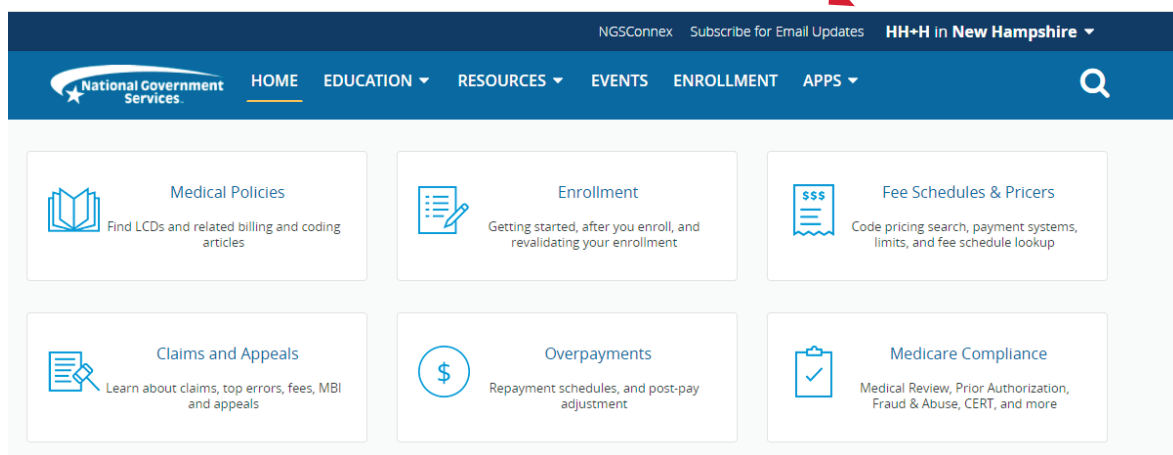 NGSConnex Subscribe for Email Updates HH+H in New Hampshire
National Government
Services.
HOME EDUCATION RESOURCES EVENTS ENROLLMENT APPS
Medical Policies
Find LCDs and related billing and coding
articles
Enrollment
Getting started, after you enroll, and
revalidating your enrollment
$$$
Fee Schedules & Pricers
Code pricing search, payment systems,
limits, and fee schedule lookup
Claims and Appeals
Learn about claims, top errors, fees, MBI
and appeals
$
Overpayments
Repayment schedules, and post-pay
adjustment
Medicare Compliance
Medical Review, Prior Authorization,
Fraud & Abuse, CERT, and more